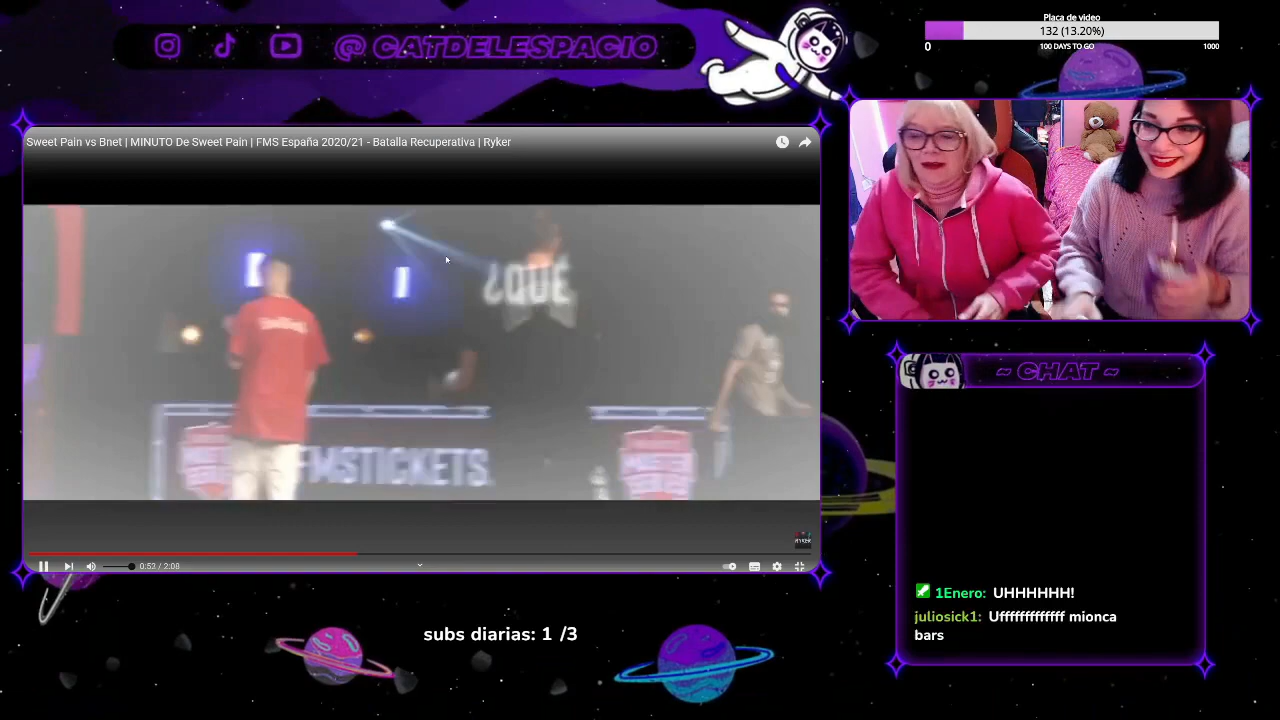 @ CATDELESPACIO
Placa de video
132 (13.20%)
0
100 DAYS TO GO
1000
Sweet Pain vs Bnet | MINUTO De Sweet Pain | FMS España 2020/21 - Batalla Recuperativa | Ryker
¿QUÉ
FMSTICKETS.
RYKER
0:52 / 2:08
~ CHAT ~
1Enero: UHHHHHH!
juliosick1: Ufffffffffffff mionca
bars
subs diarias: 1 /3